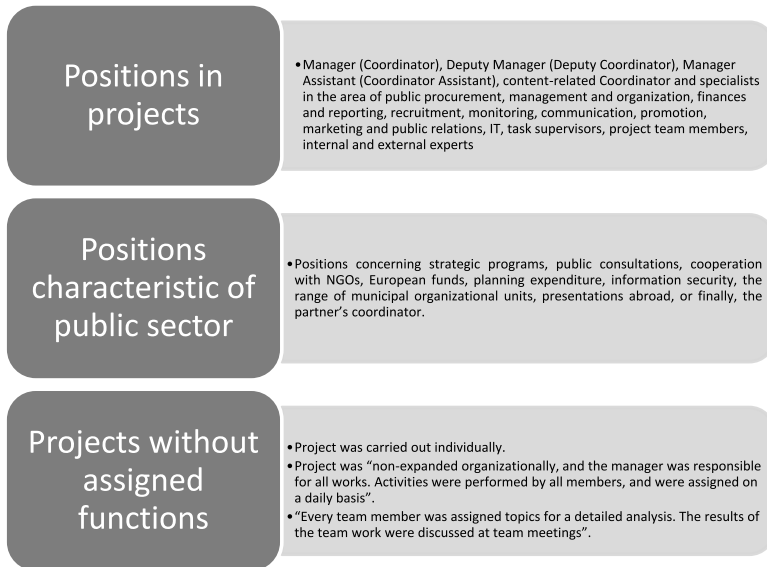 Positions in
projects
•Manager (Coordinator), Deputy Manager (Deputy Coordinator), Manager
Assistant (Coordinator Assistant), content-related Coordinator and specialists
in the area of public procurement, management and organization, finances
and reporting, recruitment, monitoring, communication, promotion,
marketing and public relations, IT, task supervisors, project team members,
internal and external experts
Positions
characteristic of
public sector
•Positions concerning strategic programs, public consultations, cooperation
with NGOs, European funds, planning expenditure, information security, the
range of municipal organizational units, presentations abroad, or finally, the
partner’s coordinator.
Projects without
assigned
functions
•Project was carried out individually.
•Project was “non-expanded organizationally, and the manager was responsible
for all works. Activities were performed by all members, and were assigned on
a daily basis”.
•“Every team member was assigned topics for a detailed analysis. The results of
the team work were discussed at team meetings”.